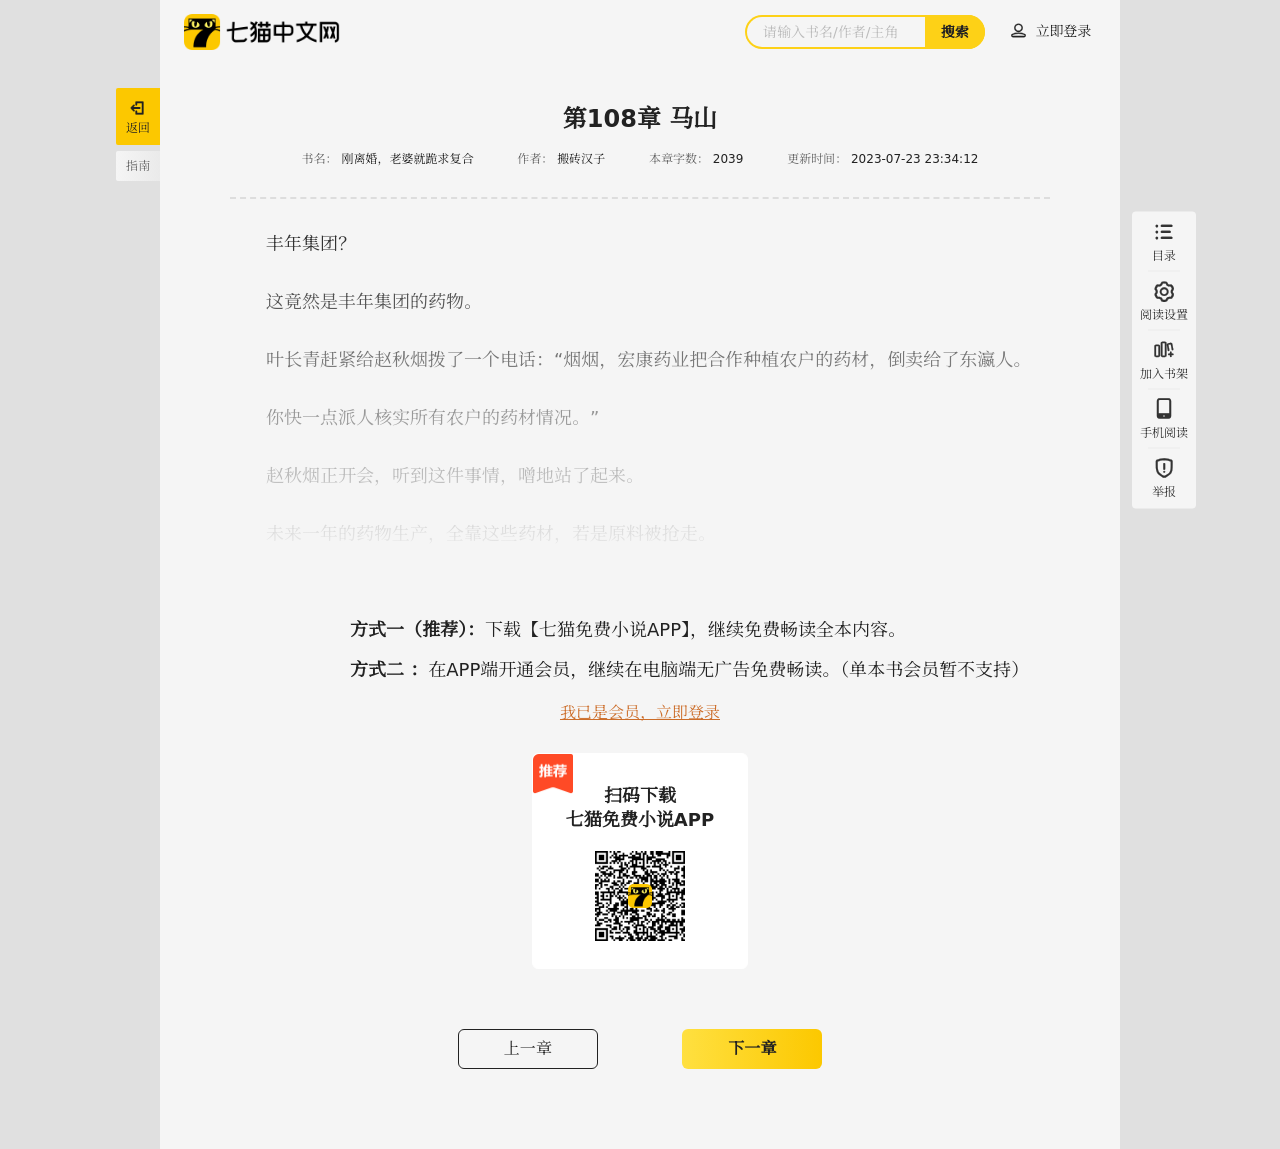 七猫中文网
请输入书名/作者/主角
搜索
立即登录
返回
指南
第108章 马山
书名： 刚离婚，老婆就跪求复合 作者： 搬砖汉子 本章字数： 2039 更新时间： 2023-07-23 23:34:12
丰年集团？
这竟然是丰年集团的药物。
叶长青赶紧给赵秋烟拨了一个电话：“烟烟，宏康药业把合作种植农户的药材，倒卖给了东瀛人。
你快一点派人核实所有农户的药材情况。”
赵秋烟正开会，听到这件事情，噌地站了起来。
未来一年的药物生产，全靠这些药材，若是原料被抢走。
目录
阅读设置
加入书架
手机阅读
举报
方式一（推荐）：下载【七猫免费小说APP】，继续免费畅读全本内容。
方式二 ：在APP端开通会员，继续在电脑端无广告免费畅读。（单本书会员暂不支持）
我已是会员，立即登录
推荐
扫码下载
七猫免费小说APP
上一章
下一章